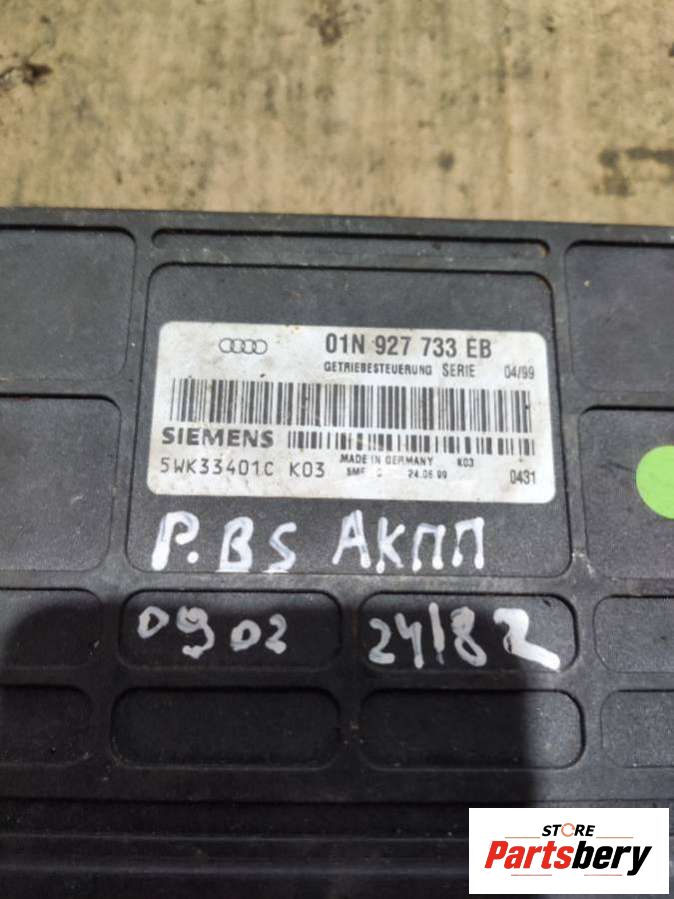 01N 927 733 EB
GETRIEBESTEUERUNG SERIE 04/99
SIEMENS
MADE IN GERMANY K03
5WK33401C K03
24.06.99 0431
P.B5 АКПП
0902 24182
STORE
Partsbery